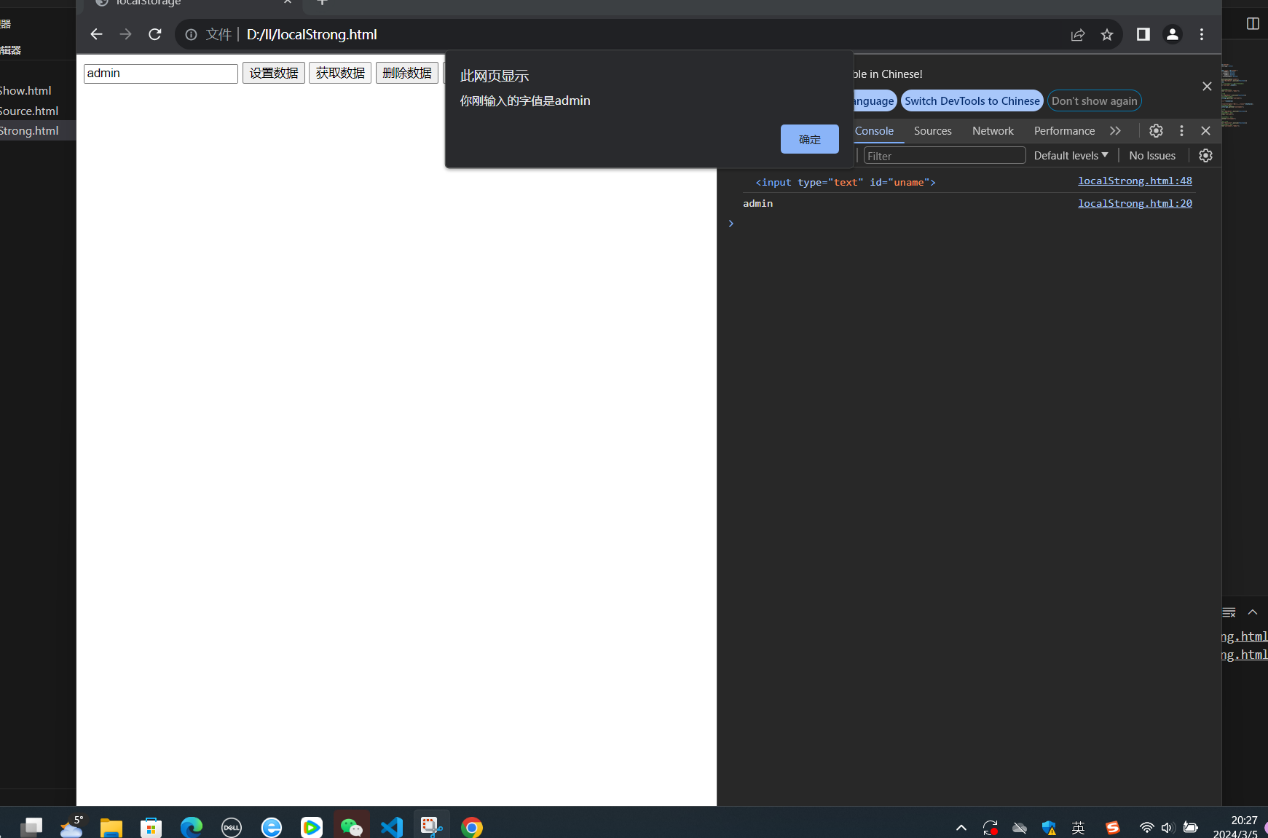 localStorage
文件 D:/ll/localStrong.html
器
辑器
Show.html
Source.html
Strong.html
admin 设置数据 获取数据 删除数据
此网页显示
你刚输入的字值是admin
确定
ble in Chinese!
anguage Switch DevTools to Chinese Don't show again
Console Sources Network Performance
Filter Default levels No Issues
<input type="text" id="uname"> localStrong.html:48
admin localStrong.html:20
ng.html
ng.html
5°
DELL
英
20:27
2024/3/5